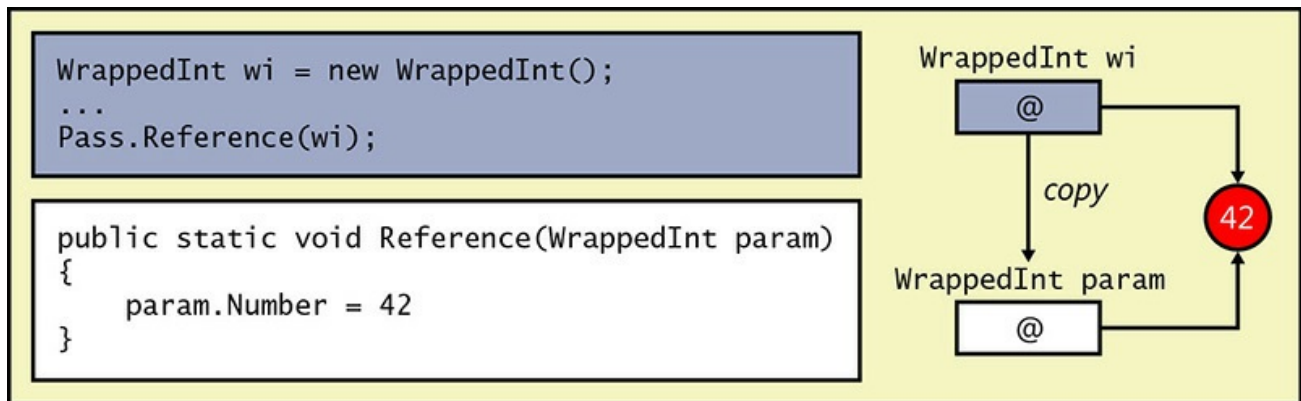 WrappedInt wi = new WrappedInt();
...
Pass.Reference(wi);
public static void Reference(WrappedInt param)
{
    param.Number = 42
}
WrappedInt wi
@
copy
42
WrappedInt param
@